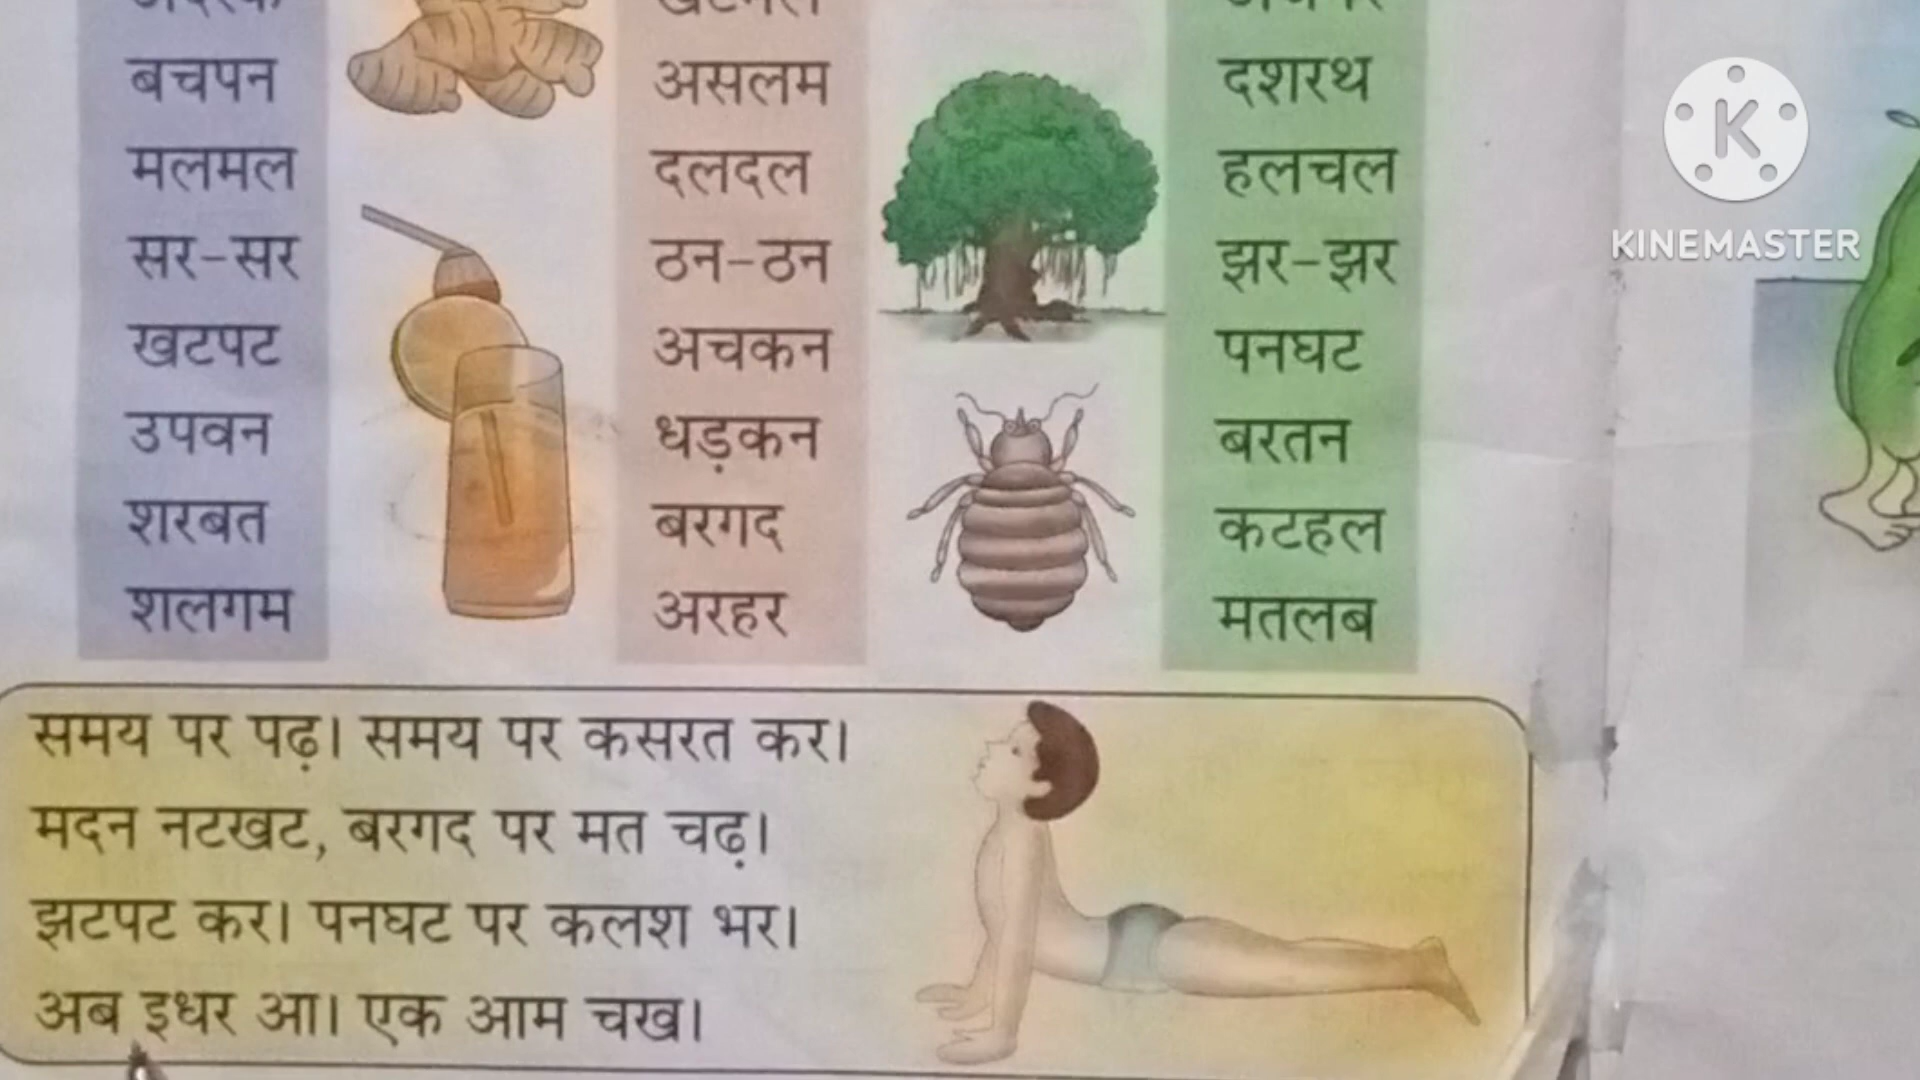 बचपन
मलमल
सर-सर
खटपट
उपवन
शरबत
शलगम
असलम
दलदल
ठन-ठन
अचकन
धड़कन
बरगद
अरहर
दशरथ
हलचल
झर-झर
पनघट
बरतन
कटहल
मतलब
समय पर पढ़। समय पर कसरत कर।
मदन नटखट, बरगद पर मत चढ़।
झटपट कर। पनघट पर कलश भर।
अब इधर आ। एक आम चख।
K
KINEMASTER